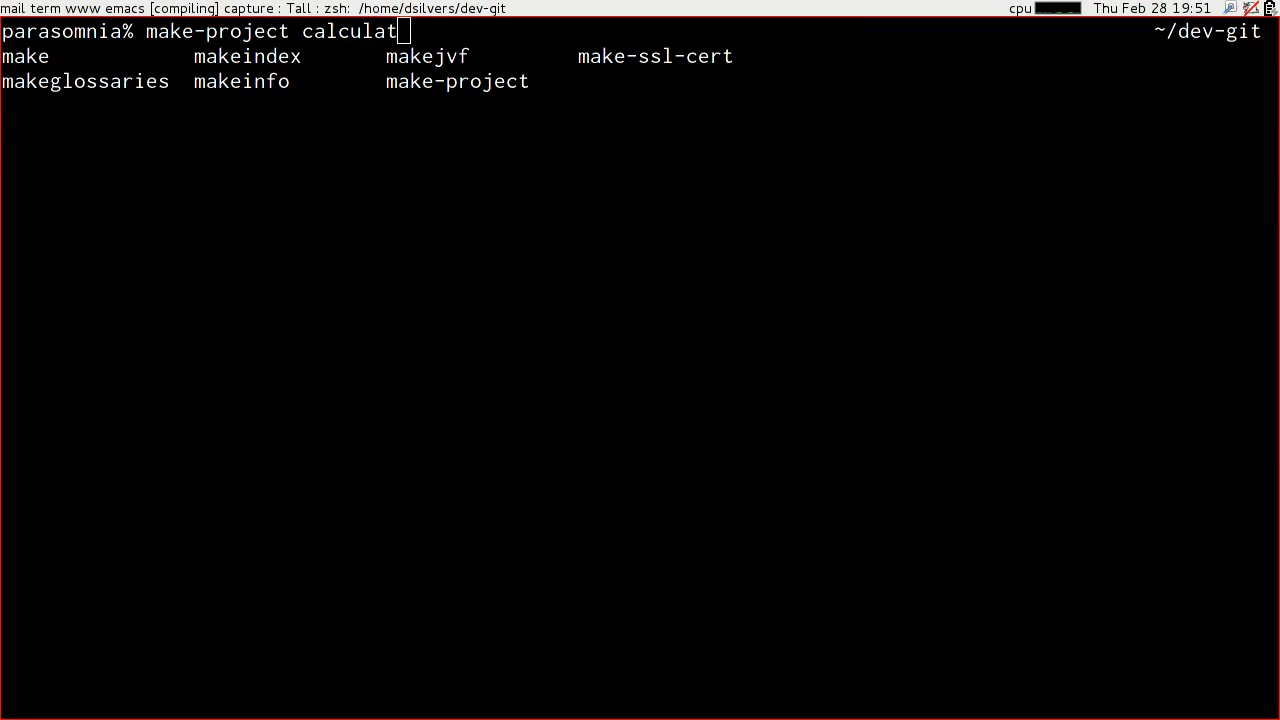 mail term www emacs [compiling] capture : Tall : zsh: /home/dsilvers/dev-git cpu Thu Feb 28 19:51
parasomnia% make-project calculat ~/dev-git
make makeindex makejvf make-ssl-cert
makeglossaries makeinfo make-project